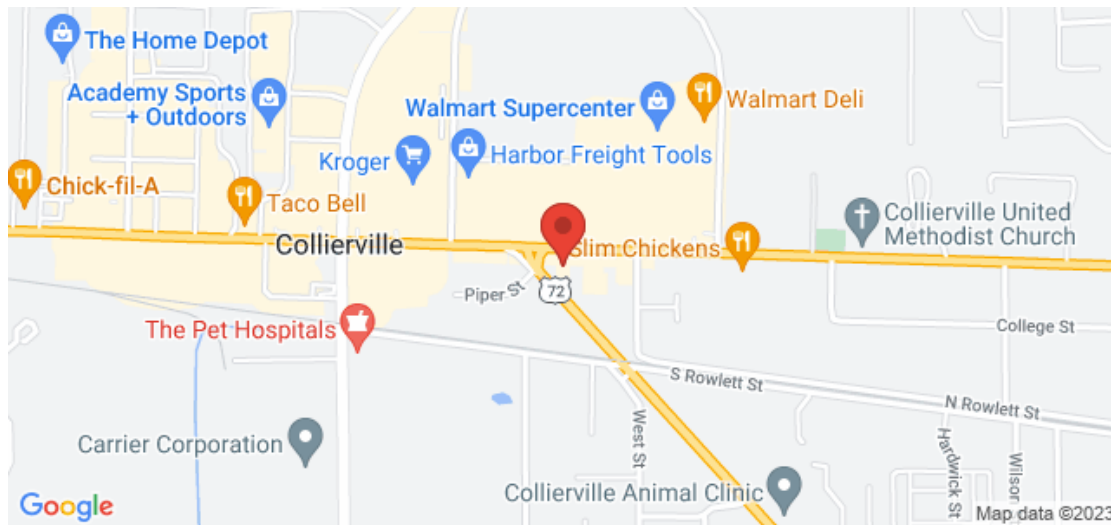 The Home Depot
Academy Sports
+ Outdoors
Walmart Supercenter
Walmart Deli
Kroger
Harbor Freight Tools
Chick-fil-A
Taco Bell
Collierville
Slim Chickens
Collierville United
Methodist Church
Piper St
72
The Pet Hospitals
College St
S Rowlett St
N Rowlett St
West St
Hardwick St
Wilson
Carrier Corporation
Collierville Animal Clinic
Google
Map data ©2023